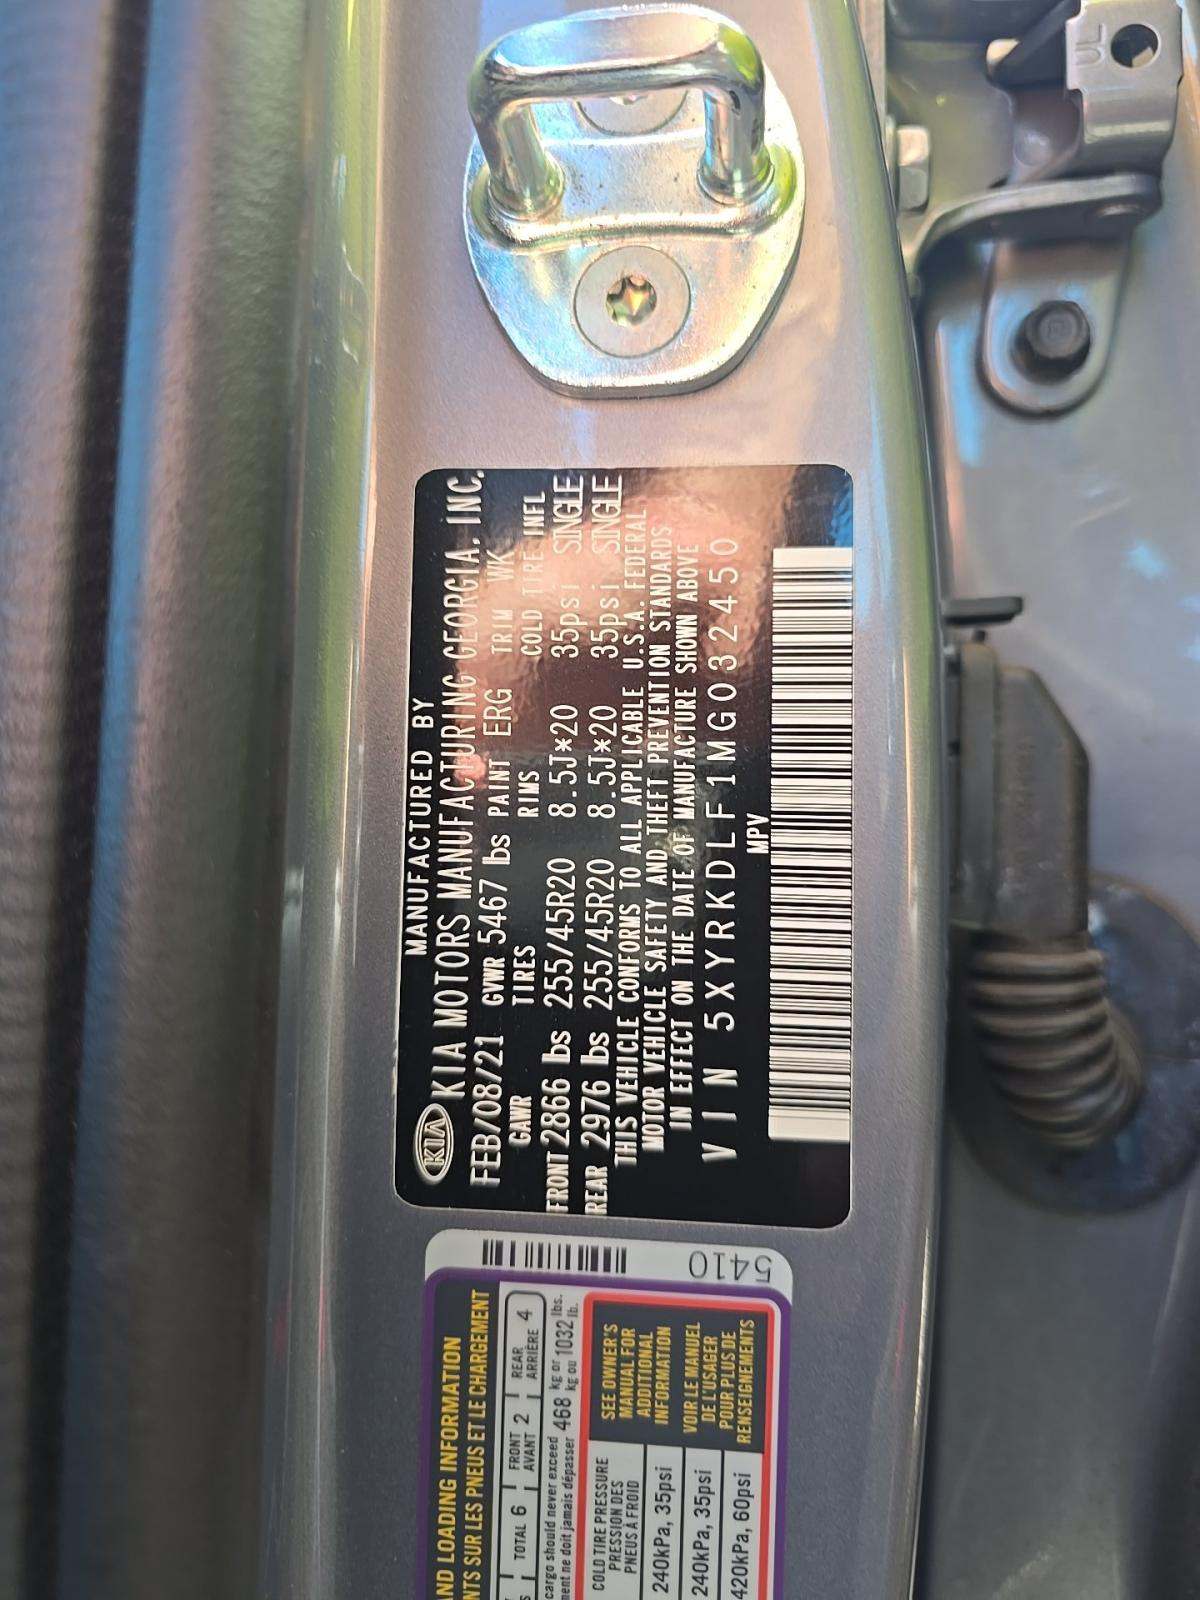 MANUFACTURED BY
KIA KIA MOTORS MANUFACTURING GEORGIA, INC.
FEB/08/21 GVWR 5467 lbs PAINT ERG TRIM WK
GAWR TIRES RIMS COLD TIRE INFL
FRONT 2866 lbs 255/45R20 8.5J*20 35psi SINGLE
REAR 2976 lbs 255/45R20 8.5J*20 35psi SINGLE
THIS VEHICLE CONFORMS TO ALL APPLICABLE U.S.A. FEDERAL
MOTOR VEHICLE SAFETY AND THEFT PREVENTION STANDARDS
IN EFFECT ON THE DATE OF MANUFACTURE SHOWN ABOVE
VIN 5XYRKDLF1MG032450
MPV
AND LOADING INFORMATION
NTS SUR LES PNEUS ET LE CHARGEMENT
TOTAL 6 FRONT 2 REAR 4
AVANT ARRIÈRE
cargo should never exceed 468 kg or 1032 lbs.
ment ne doit jamais dépasser kg ou lb.
COLD TIRE PRESSURE
PRESSION DES
PNEUS À FROID
240kPa, 35psi
240kPa, 35psi
420kPa, 60psi
SEE OWNER'S
MANUAL FOR
ADDITIONAL
INFORMATION
VOIR LE MANUEL
DE L'USAGER
POUR PLUS DE
RENSEIGNEMENTS
5410
UL